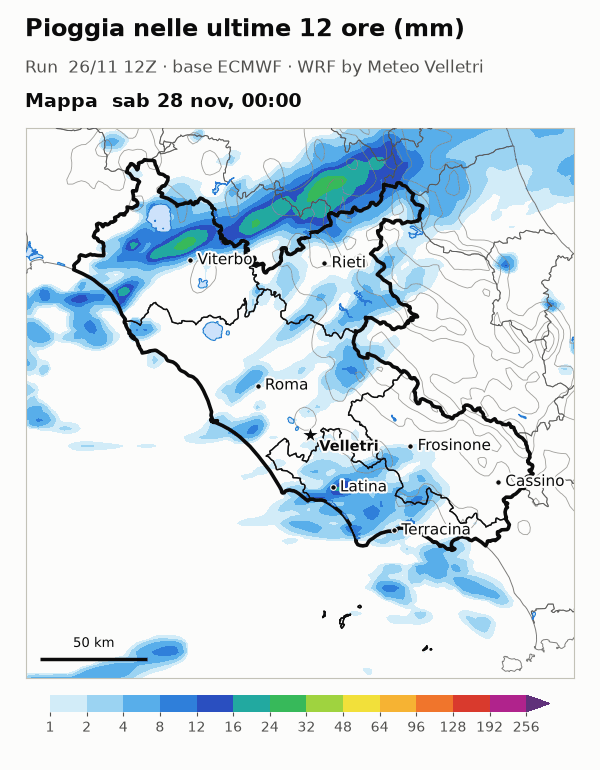 Pioggia nelle ultime 12 ore (mm)
Run  26/11 12Z · base ECMWF · WRF by Meteo Velletri
Mappa  sab 28 nov, 00:00
Viterbo
Rieti
Roma
Velletri
Frosinone
Latina
Cassino
Terracina
50 km
1 2 4 8 12 16 24 32 48 64 96 128 192 256